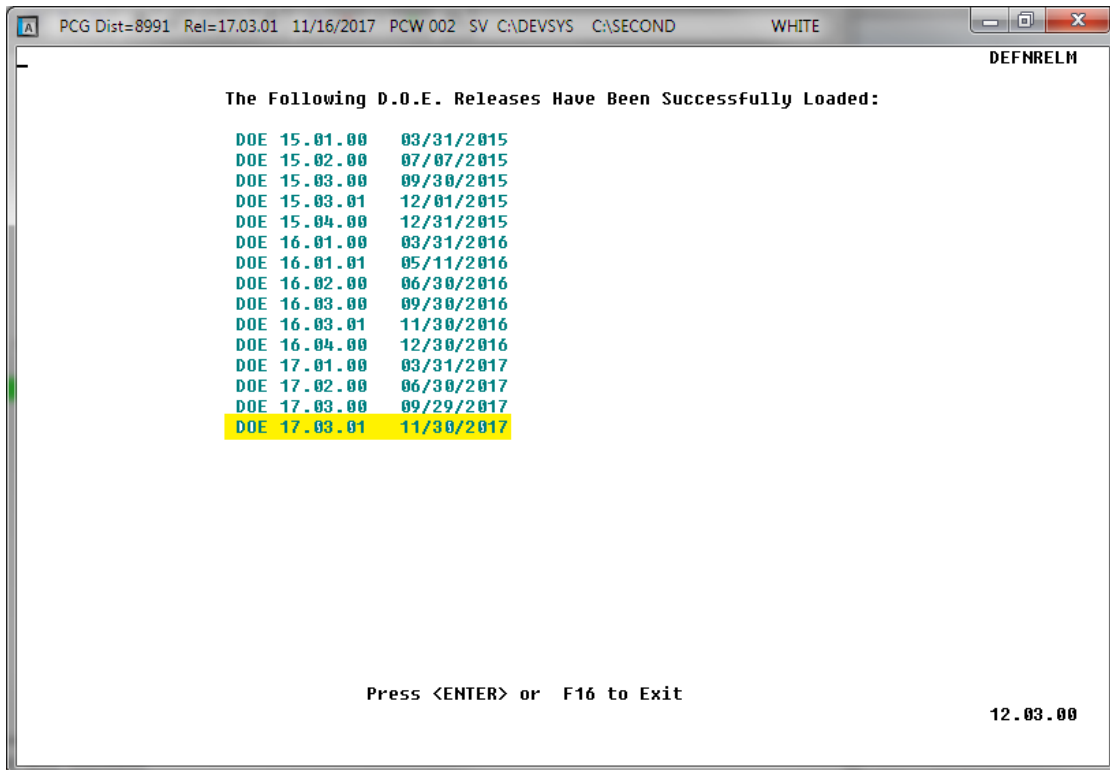 A PCG Dist=8991 Rel=17.03.01 11/16/2017 PCW 002 SV C:\DEVSYS C:\SECOND WHITE
DEFNRELM
The Following D.O.E. Releases Have Been Successfully Loaded:
DOE 15.01.00 03/31/2015
DOE 15.02.00 07/07/2015
DOE 15.03.00 09/30/2015
DOE 15.03.01 12/01/2015
DOE 15.04.00 12/31/2015
DOE 16.01.00 03/31/2016
DOE 16.01.01 05/11/2016
DOE 16.02.00 06/30/2016
DOE 16.03.00 09/30/2016
DOE 16.03.01 11/30/2016
DOE 16.04.00 12/30/2016
DOE 17.01.00 03/31/2017
DOE 17.02.00 06/30/2017
DOE 17.03.00 09/29/2017
DOE 17.03.01 11/30/2017
Press <ENTER> or F16 to Exit
12.03.00